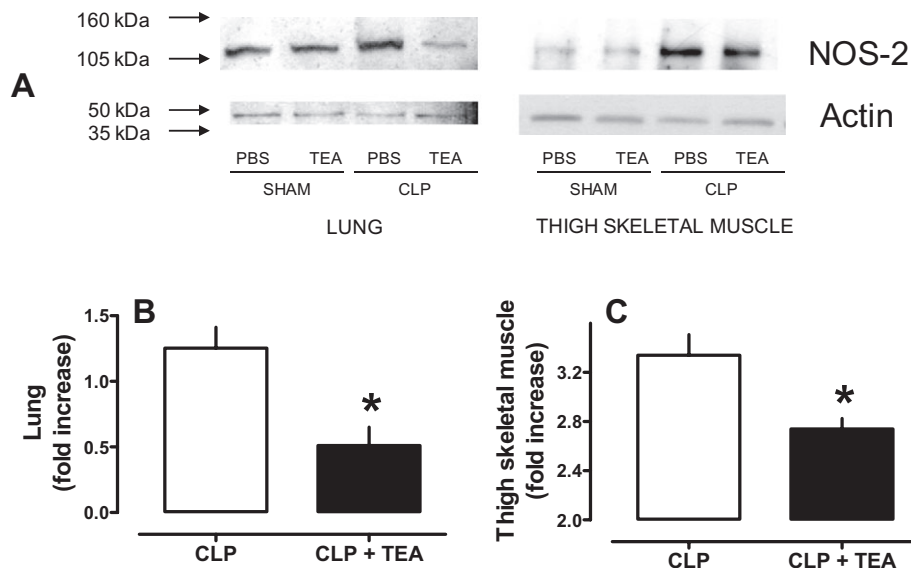 160 kDa
105 kDa
NOS-2
A
50 kDa
35 kDa
Actin
PBS TEA PBS TEA
SHAM CLP
LUNG
PBS TEA PBS TEA
SHAM CLP
THIGH SKELETAL MUSCLE
B
Lung
(fold increase)
1.5
1.0
0.5
0.0
*
CLP CLP + TEA
C
Thigh skeletal muscle
(fold increase)
3.2
2.8
2.4
2.0
*
CLP CLP + TEA